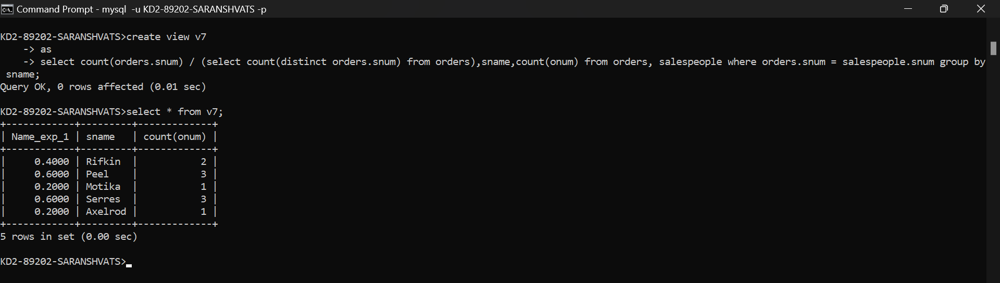 Command Prompt - mysql  -u KD2-89202-SARANSHVATS -p
KD2-89202-SARANSHVATS>create view v7
    -> as
    -> select count(orders.snum) / (select count(distinct orders.snum) from orders),sname,count(onum) from orders, salespeople where orders.snum = salespeople.snum group by
 sname;
Query OK, 0 rows affected (0.01 sec)
KD2-89202-SARANSHVATS>select * from v7;
+------------+---------+-------------+
| Name_exp_1 | sname   | count(onum) |
+------------+---------+-------------+
|     0.4000 | Rifkin  |           2 |
|     0.6000 | Peel    |           3 |
|     0.2000 | Motika  |           1 |
|     0.6000 | Serres  |           3 |
|     0.2000 | Axelrod |           1 |
+------------+---------+-------------+
5 rows in set (0.00 sec)
KD2-89202-SARANSHVATS>